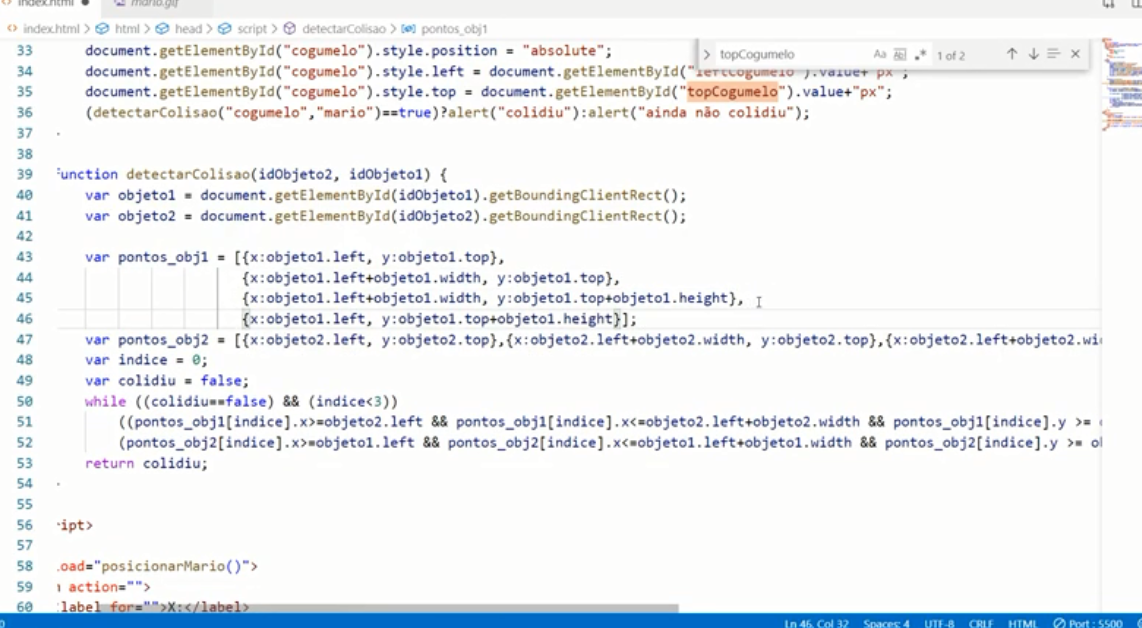 index.html mario.gif
index.html > html > head > script > detectarColisao > pontos_obj1
> topCogumelo Aa ab .* 1 of 2
33 document.getElementById("cogumelo").style.position = "absolute";
34 document.getElementById("cogumelo").style.left = document.getElementById("leftCogumelo").value+"px";
35 document.getElementById("cogumelo").style.top = document.getElementById("topCogumelo").value+"px";
36 (detectarColisao("cogumelo","mario")==true)?alert("colidiu"):alert("ainda não colidiu");
37
38
39 function detectarColisao(idObjeto2, idObjeto1) {
40 var objeto1 = document.getElementById(idObjeto1).getBoundingClientRect();
41 var objeto2 = document.getElementById(idObjeto2).getBoundingClientRect();
42
43 var pontos_obj1 = [{x:objeto1.left, y:objeto1.top},
44 {x:objeto1.left+objeto1.width, y:objeto1.top},
45 {x:objeto1.left+objeto1.width, y:objeto1.top+objeto1.height},
46 {x:objeto1.left, y:objeto1.top+objeto1.height}];
47 var pontos_obj2 = [{x:objeto2.left, y:objeto2.top},{x:objeto2.left+objeto2.width, y:objeto2.top},{x:objeto2.left+objeto2.wi
48 var indice = 0;
49 var colidiu = false;
50 while ((colidiu==false) && (indice<3))
51 ((pontos_obj1[indice].x>=objeto2.left && pontos_obj1[indice].x<=objeto2.left+objeto2.width && pontos_obj1[indice].y >=
52 (pontos_obj2[indice].x>=objeto1.left && pontos_obj2[indice].x<=objeto1.left+objeto1.width && pontos_obj2[indice].y >= o
53 return colidiu;
54
55
56 ript>
57
58 oad="posicionarMario()">
59 action="">
60 label for="">X:</label>
Ln 46, Col 32 Spaces: 4 UTF-8 CRLF HTML Port : 5500